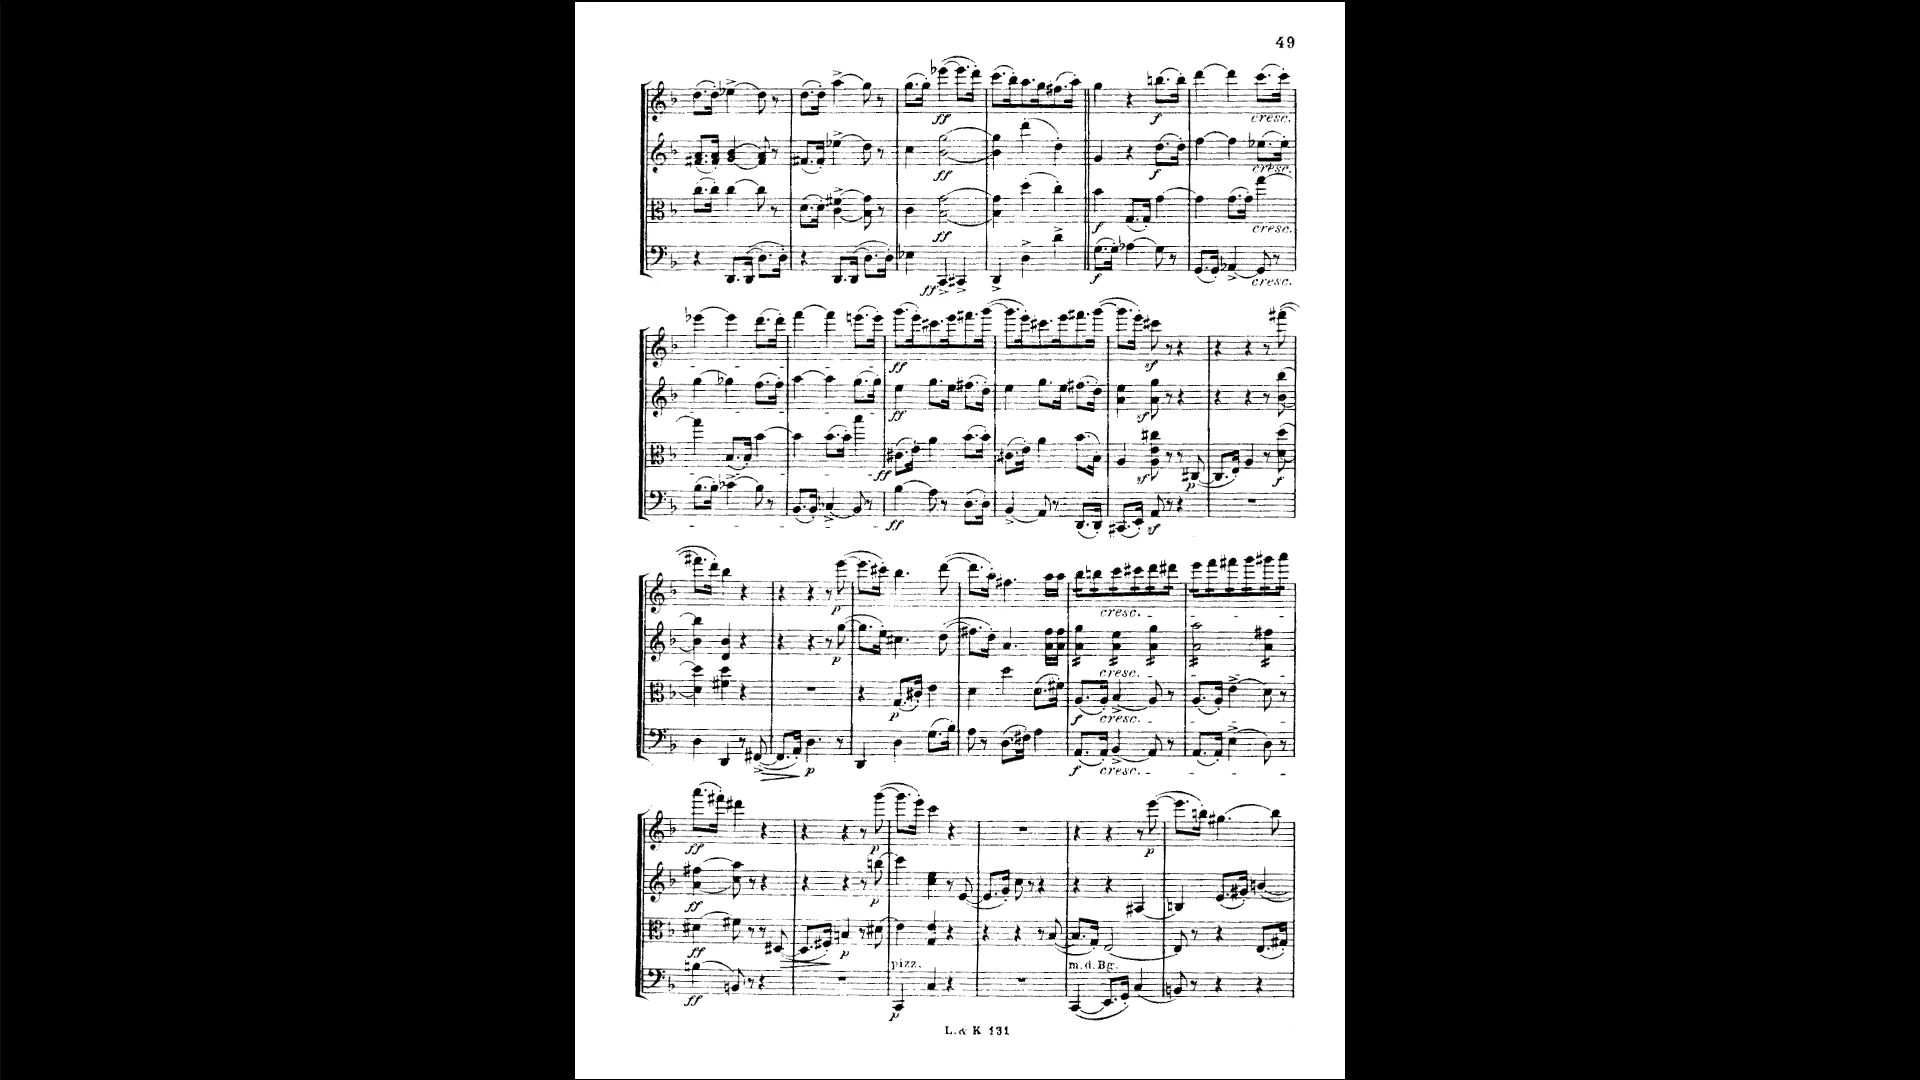 49
ff f cresc.
ff f cresc.
ff f cresc.
ff f cresc.
ff sf
ff sf
ff sf p f
ff sf
p cresc.
p cresc.
p f cresc.
p f cresc.
ff p p
ff p
ff p
pizz. m.d.Bg.
ff p
L. & K 131